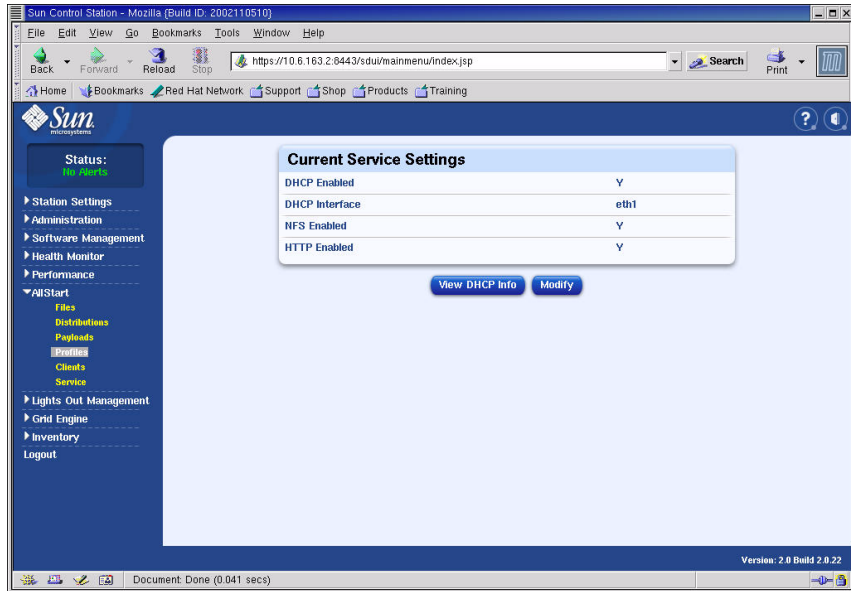 Sun Control Station - Mozilla {Build ID: 2002110510}
File Edit View Go Bookmarks Tools Window Help
Back Forward Reload Stop https://10.6.163.2:8443/sdui/mainmenu/index.jsp Search Print
Home Bookmarks Red Hat Network Support Shop Products Training
Sun
microsystems
?
Status:
No Alerts
Station Settings
Administration
Software Management
Health Monitor
Performance
AllStart
Files
Distributions
Payloads
Profiles
Clients
Service
Lights Out Management
Grid Engine
Inventory
Logout
Current Service Settings
DHCP Enabled Y
DHCP Interface eth1
NFS Enabled Y
HTTP Enabled Y
View DHCP Info Modify
Version: 2.0 Build 2.0.22
Document: Done (0.041 secs)